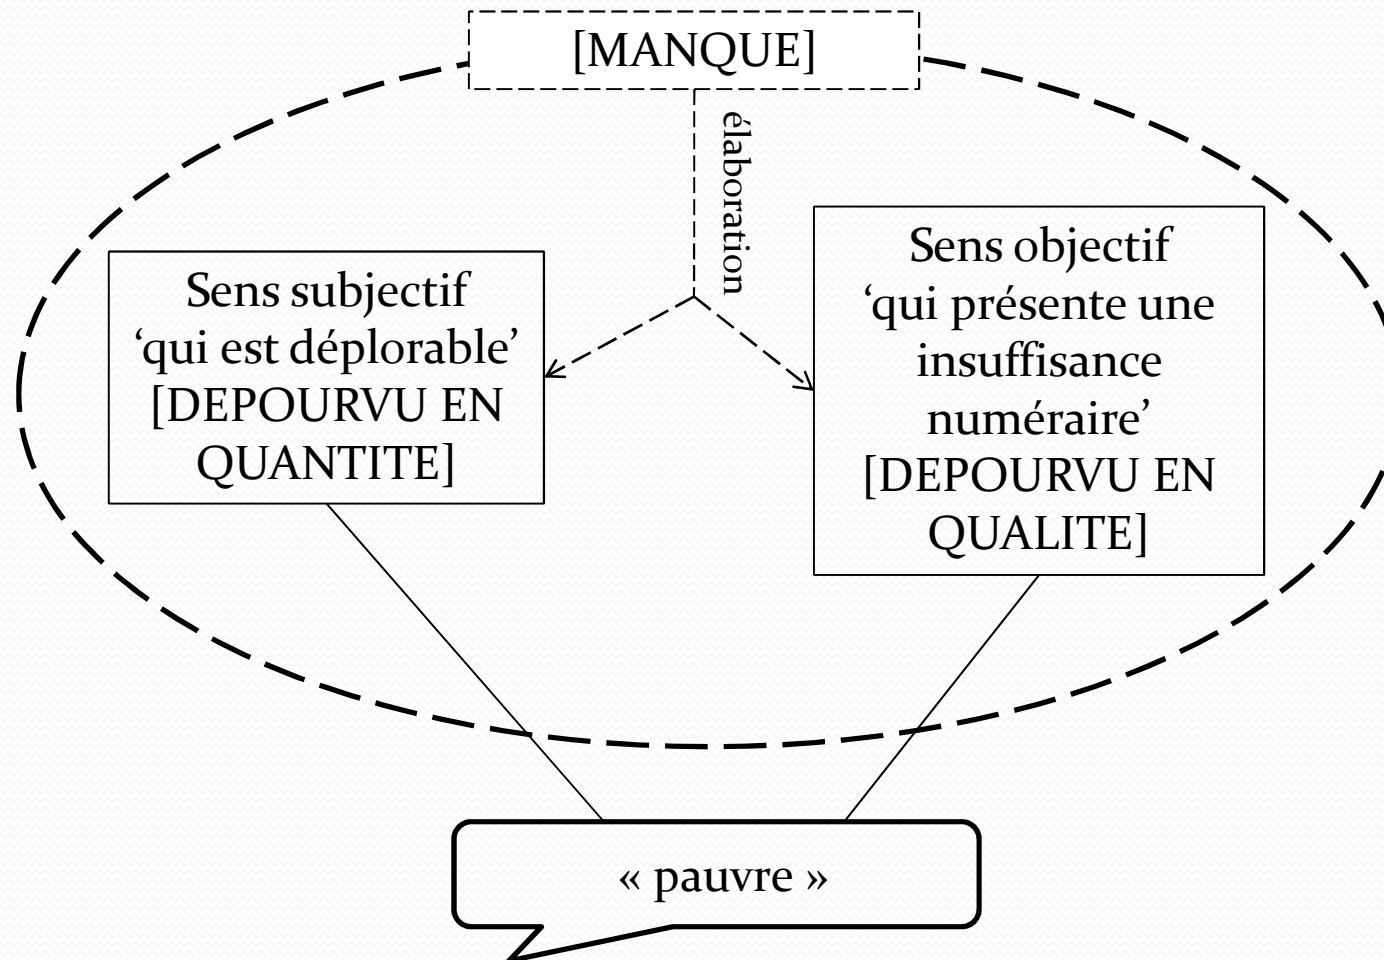 [MANQUE]
élaboration
Sens subjectif
‘qui est déplorable’
[DEPOURVU EN
QUANTITE]
Sens objectif
‘qui présente une
insuffisance
numéraire’
[DEPOURVU EN
QUALITE]
« pauvre »